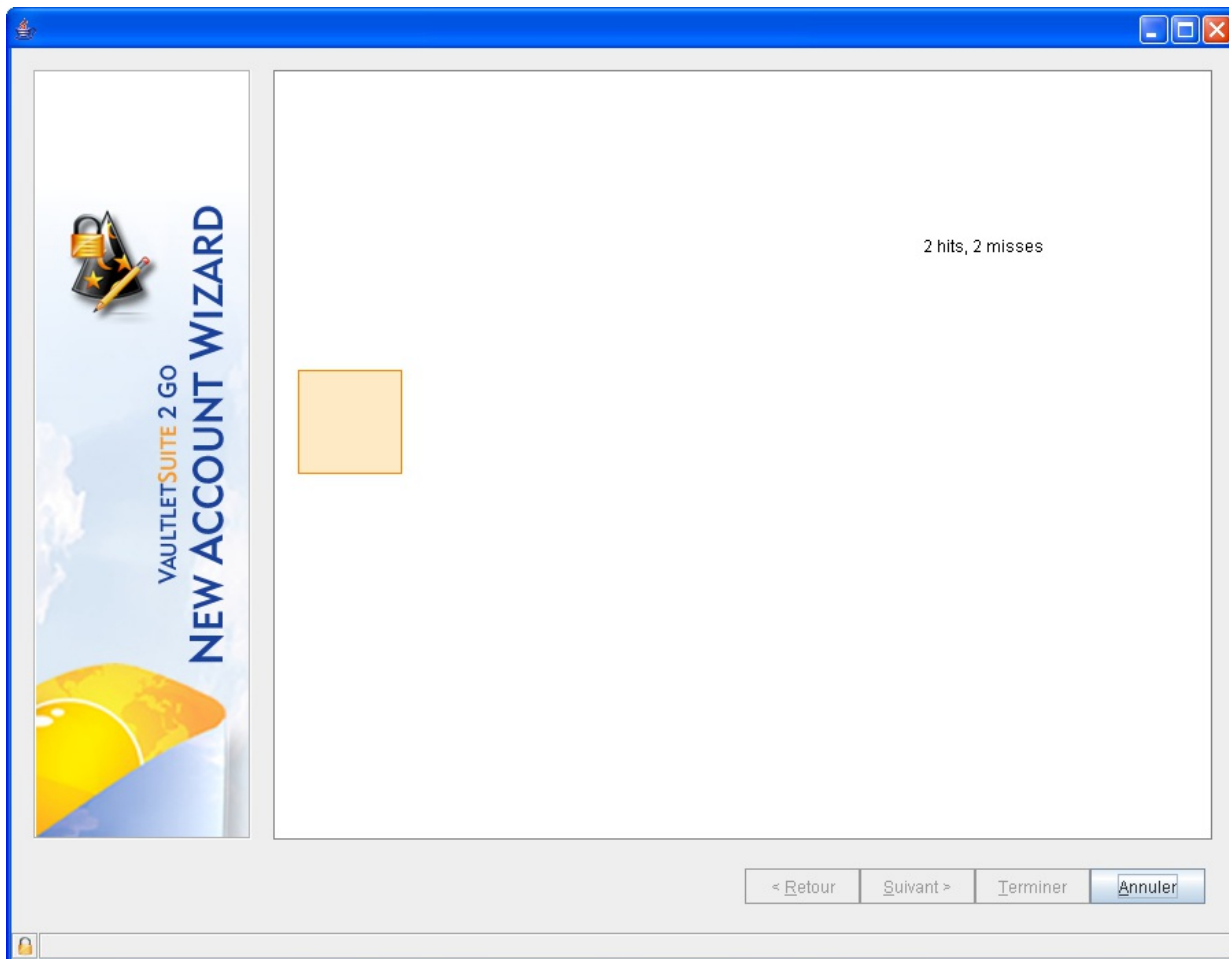 VAULTLETSUITE 2 GO
NEW ACCOUNT WIZARD
2 hits, 2 misses
< Retour
Suivant >
Terminer
Annuler